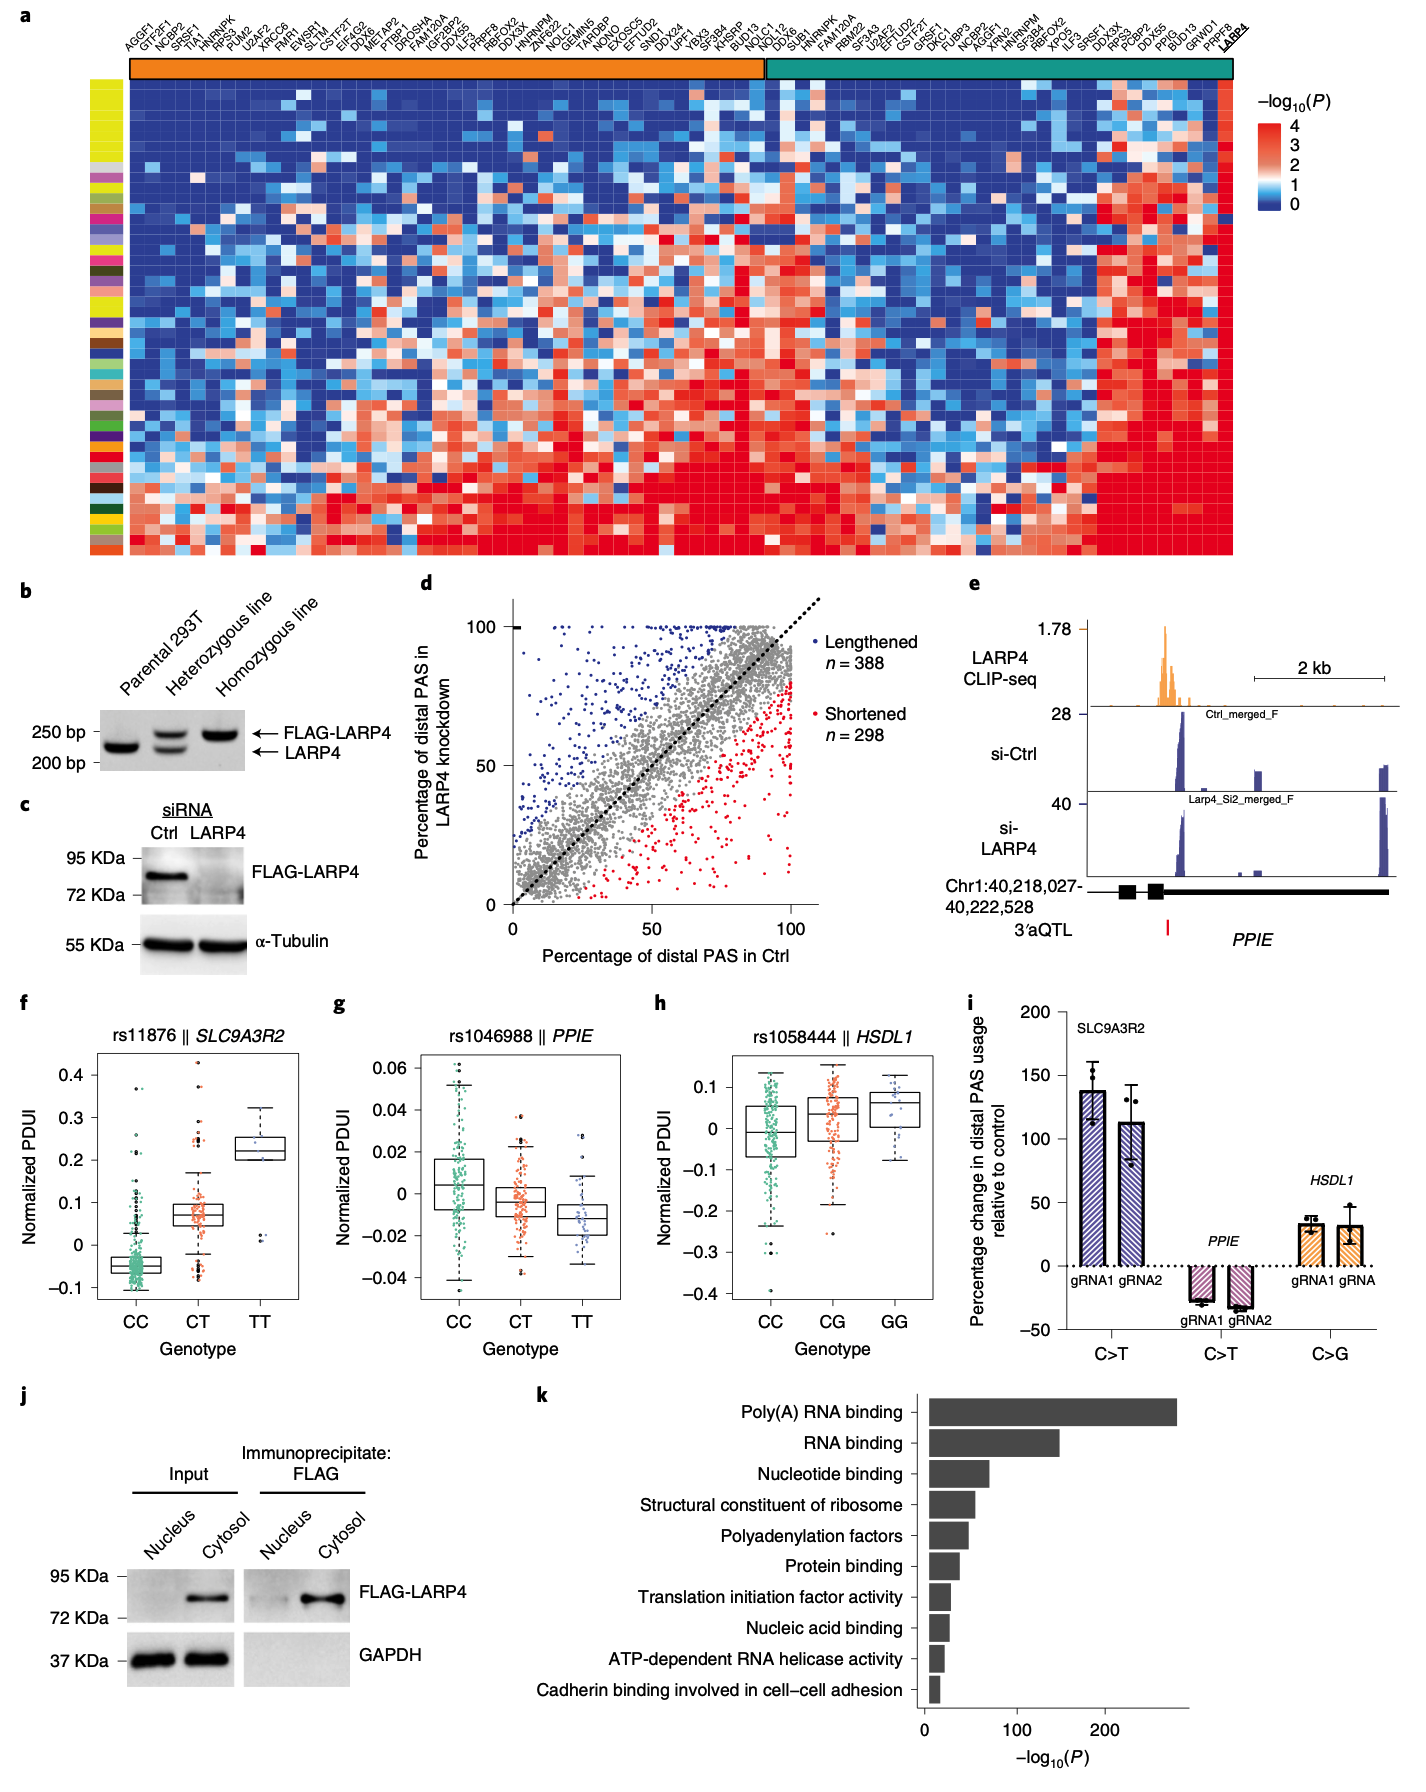 a
AGGF1 GTF2F1 NCBP2 SRSF1 TIA1 HNRNPK RPS3 PUM2 U2AF2 XRCC6 FMR1 EWSR1 SLTM CSTF2T EIF4G2 DDX6 METAP2 PTBP1 DROSHA FAM120A IGF2BP2 DDX55 ILF3 PRPF8 RBFOX2 DDX3X HNRNPM ZNF622 NOLC1 GEMIN5 TARDBP NONO EXOSC5 EFTUD2 SND1 DDX24 UPF1 YBX3 SF3B4 KHSRP BUD13 NOLC1 NOL12 DDX6 SUB1 HNRNPK FAM120A RBM22 SF3A3 U2AF2 EFTUD2 CSTF2T GRSF1 DKC1 FUBP3 NCBP2 AGGF1 XRN2 HNRNPM SF3B4 RBFOX2 XPO5 ILF3 SRSF1 DDX3X RPS3 PCBP2 DDX55 PPIG BUD13 GRWD1 PRPF8 LARP4
–log10(P)
4
3
2
1
0
b
Parental 293T
Heterozygous line
Homozygous line
250 bp
200 bp
FLAG-LARP4
LARP4
c
siRNA
Ctrl LARP4
95 KDa
72 KDa
FLAG-LARP4
55 KDa
α-Tubulin
d
Percentage of distal PAS in
LARP4 knockdown
100
50
0
0 50 100
Percentage of distal PAS in Ctrl
Lengthened
n = 388
Shortened
n = 298
e
1.78
LARP4
CLIP-seq
2 kb
28
Ctrl_merged_F
si-Ctrl
40
Larp4_Si2_merged_F
si-
LARP4
Chr1:40,218,027-
40,222,528
3′aQTL
PPIE
f
rs11876 || SLC9A3R2
Normalized PDUI
0.4
0.3
0.2
0.1
0
–0.1
CC CT TT
Genotype
g
rs1046988 || PPIE
Normalized PDUI
0.06
0.04
0.02
0
–0.02
–0.04
CC CT TT
Genotype
h
rs1058444 || HSDL1
Normalized PDUI
0.1
0
–0.1
–0.2
–0.3
–0.4
CC CG GG
Genotype
i
Percentage change in distal PAS usage
relative to control
200
150
100
50
0
–50
SLC9A3R2
gRNA1 gRNA2
PPIE
gRNA1 gRNA2
HSDL1
gRNA1 gRNA
C>T C>T C>G
j
Immunoprecipitate:
Input FLAG
Nucleus Cytosol Nucleus Cytosol
95 KDa
72 KDa
FLAG-LARP4
37 KDa
GAPDH
k
Poly(A) RNA binding
RNA binding
Nucleotide binding
Structural constituent of ribosome
Polyadenylation factors
Protein binding
Translation initiation factor activity
Nucleic acid binding
ATP-dependent RNA helicase activity
Cadherin binding involved in cell–cell adhesion
0 100 200
–log10(P)